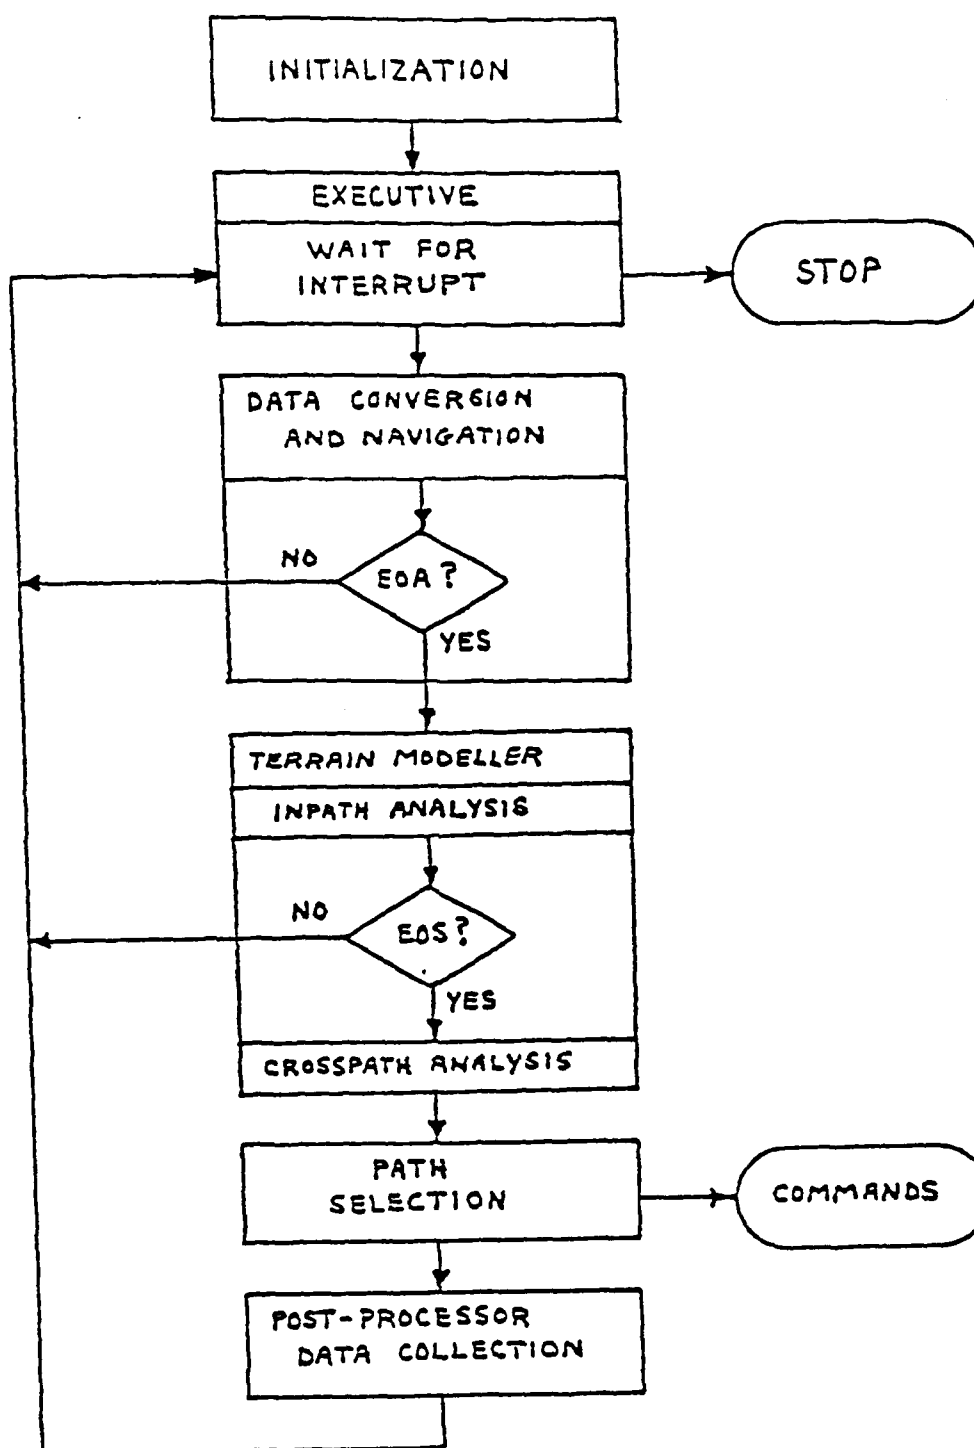 INITIALIZATION
EXECUTIVE
WAIT FOR
INTERRUPT
STOP
DATA CONVERSION
AND NAVIGATION
NO
EOA?
YES
TERRAIN MODELLER
INPATH ANALYSIS
NO
EOS?
YES
CROSSPATH ANALYSIS
PATH
SELECTION
COMMANDS
POST-PROCESSOR
DATA COLLECTION